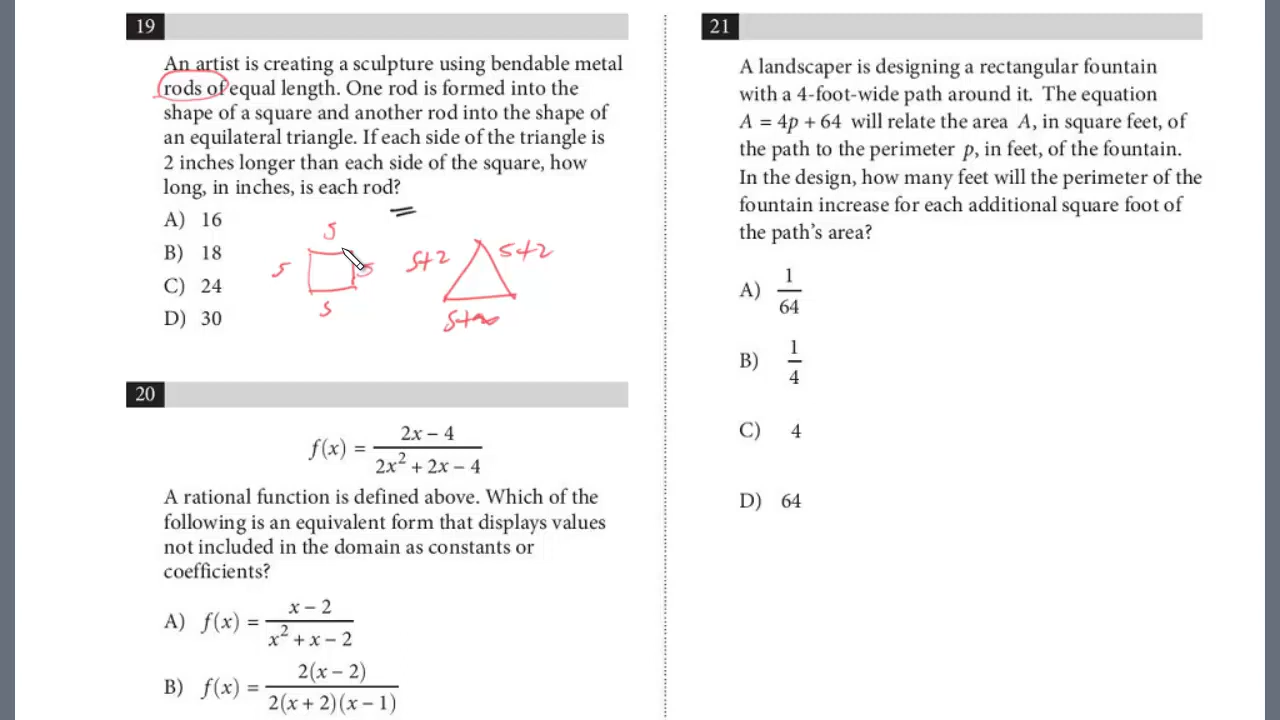 19
An artist is creating a sculpture using bendable metal
rods of equal length. One rod is formed into the
shape of a square and another rod into the shape of
an equilateral triangle. If each side of the triangle is
2 inches longer than each side of the square, how
long, in inches, is each rod?
A) 16
B) 18
C) 24
D) 30
s
s
s
s
s+2
s+2
20
f(x) = (2x − 4)/(2x² + 2x − 4)
A rational function is defined above. Which of the
following is an equivalent form that displays values
not included in the domain as constants or
coefficients?
A) f(x) = (x − 2)/(x² + x − 2)
B) f(x) = 2(x − 2)/2(x + 2)(x − 1)
21
A landscaper is designing a rectangular fountain
with a 4-foot-wide path around it. The equation
A = 4p + 64 will relate the area A, in square feet, of
the path to the perimeter p, in feet, of the fountain.
In the design, how many feet will the perimeter of the
fountain increase for each additional square foot of
the path's area?
A) 1/64
B) 1/4
C) 4
D) 64